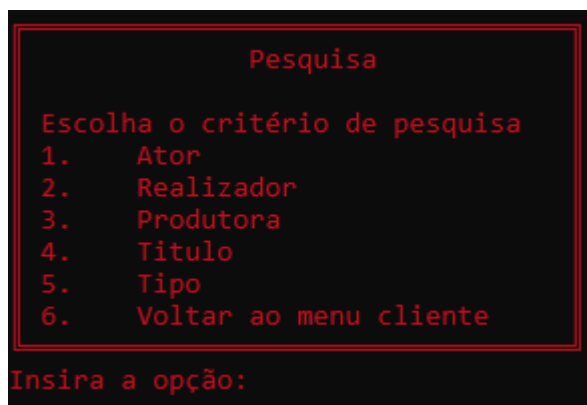 Pesquisa
Escolha o critério de pesquisa
1. Ator
2. Realizador
3. Produtora
4. Titulo
5. Tipo
6. Voltar ao menu cliente
Insira a opção: